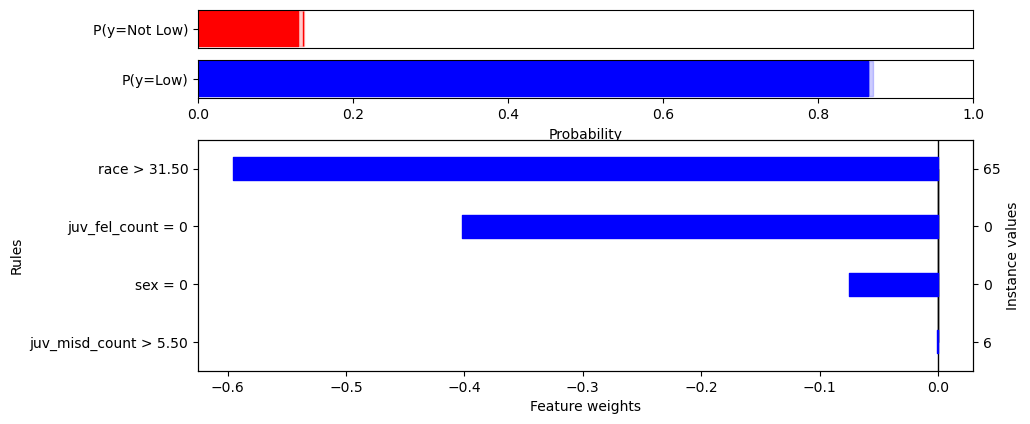 P(y=Not Low)
P(y=Low)
0.0 0.2 0.4 0.6 0.8 1.0
Probability
race > 31.50 65
juv_fel_count = 0 0
sex = 0 0
juv_misd_count > 5.50 6
Rules
Instance values
−0.6 −0.5 −0.4 −0.3 −0.2 −0.1 0.0
Feature weights